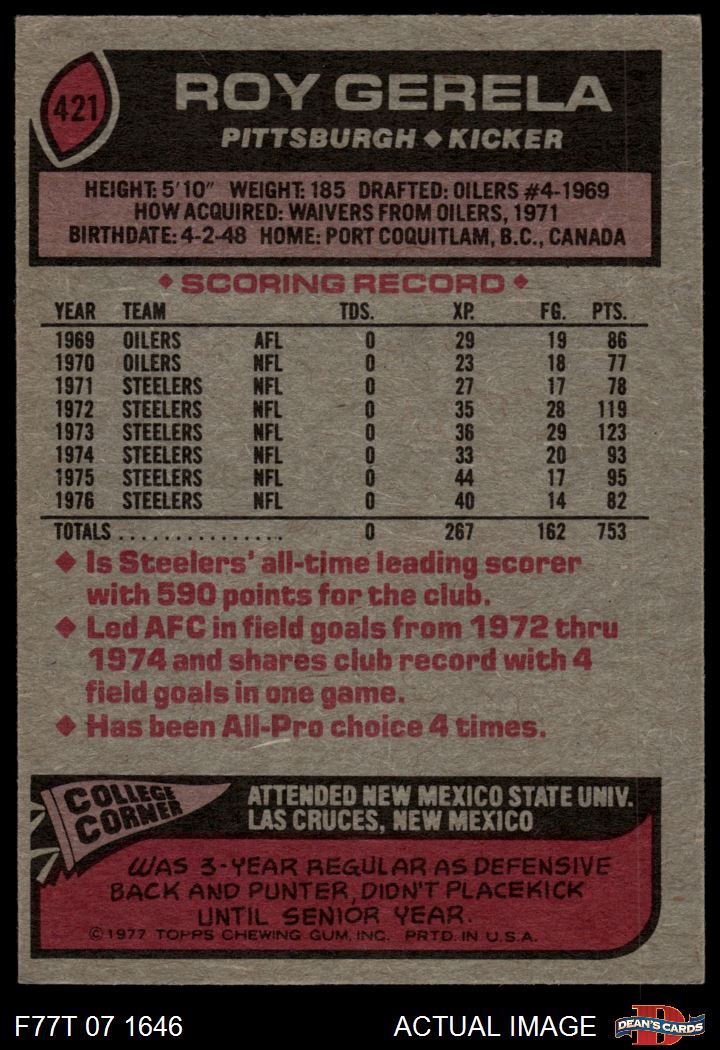 421
ROY GERELA
PITTSBURGH ◆ KICKER
HEIGHT: 5'10" WEIGHT: 185 DRAFTED: OILERS #4-1969
HOW ACQUIRED: WAIVERS FROM OILERS, 1971
BIRTHDATE: 4-2-48 HOME: PORT COQUITLAM, B.C., CANADA
◆ SCORING RECORD ◆
YEAR TEAM TDS. XP. FG. PTS.
1969 OILERS AFL 0 29 19 86
1970 OILERS NFL 0 23 18 77
1971 STEELERS NFL 0 27 17 78
1972 STEELERS NFL 0 35 28 119
1973 STEELERS NFL 0 36 29 123
1974 STEELERS NFL 0 33 20 93
1975 STEELERS NFL 0 44 17 95
1976 STEELERS NFL 0 40 14 82
TOTALS ............... 0 267 162 753
◆ Is Steelers' all-time leading scorer
with 590 points for the club.
◆ Led AFC in field goals from 1972 thru
1974 and shares club record with 4
field goals in one game.
◆ Has been All-Pro choice 4 times.
COLLEGE
CORNER
ATTENDED NEW MEXICO STATE UNIV.
LAS CRUCES, NEW MEXICO
WAS 3-YEAR REGULAR AS DEFENSIVE
BACK AND PUNTER, DIDN'T PLACEKICK
UNTIL SENIOR YEAR.
©1977 TOPPS CHEWING GUM, INC. PRTD. IN U.S.A.
F77T 07 1646 ACTUAL IMAGE
D
DEAN'S CARDS